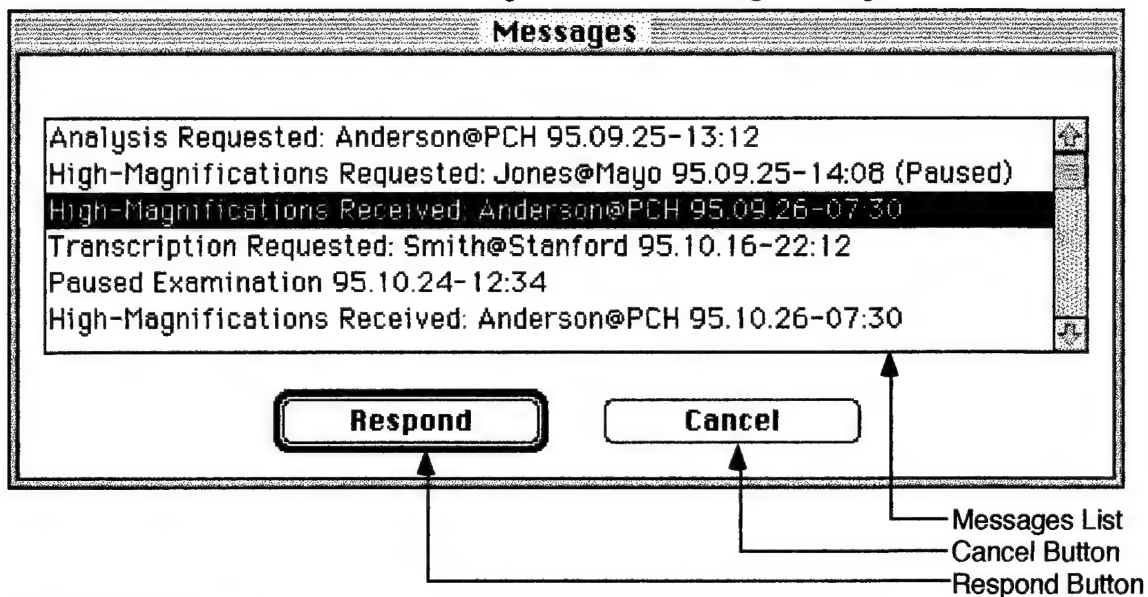 Messages
Analysis Requested: Anderson@PCH 95.09.25-13:12
High-Magnifications Requested: Jones@Mayo 95.09.25-14:08 (Paused)
High-Magnifications Received: Anderson@PCH 95.09.26-07:30
Transcription Requested: Smith@Stanford 95.10.16-22:12
Paused Examination 95.10.24-12:34
High-Magnifications Received: Anderson@PCH 95.10.26-07:30
Respond Cancel
Messages List
Cancel Button
Respond Button